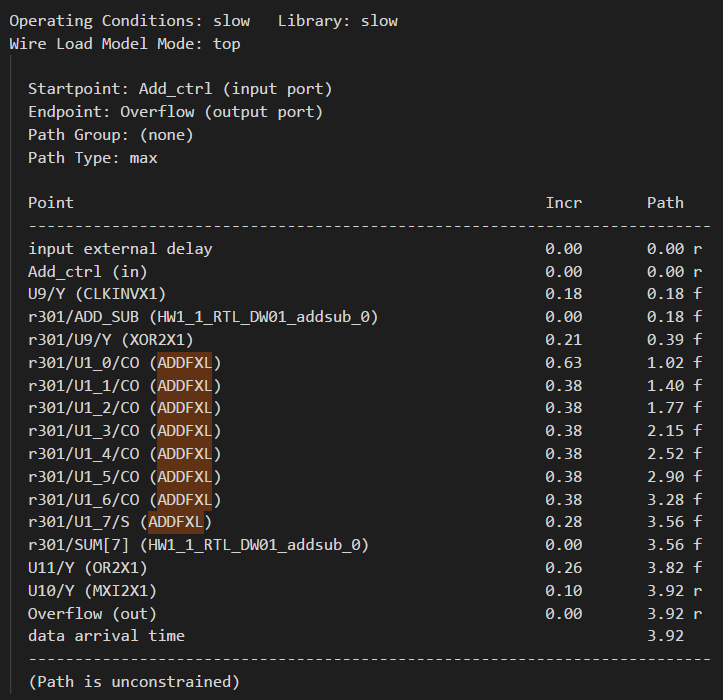 Operating Conditions: slow   Library: slow
Wire Load Model Mode: top
Startpoint: Add_ctrl (input port)
Endpoint: Overflow (output port)
Path Group: (none)
Path Type: max
Point                                                   Incr       Path
--------------------------------------------------------------------------
input external delay                                    0.00       0.00 r
Add_ctrl (in)                                           0.00       0.00 r
U9/Y (CLKINVX1)                                         0.18       0.18 f
r301/ADD_SUB (HW1_1_RTL_DW01_addsub_0)                  0.00       0.18 f
r301/U9/Y (XOR2X1)                                      0.21       0.39 f
r301/U1_0/CO (ADDFXL)                                   0.63       1.02 f
r301/U1_1/CO (ADDFXL)                                   0.38       1.40 f
r301/U1_2/CO (ADDFXL)                                   0.38       1.77 f
r301/U1_3/CO (ADDFXL)                                   0.38       2.15 f
r301/U1_4/CO (ADDFXL)                                   0.38       2.52 f
r301/U1_5/CO (ADDFXL)                                   0.38       2.90 f
r301/U1_6/CO (ADDFXL)                                   0.38       3.28 f
r301/U1_7/S (ADDFXL)                                    0.28       3.56 f
r301/SUM[7] (HW1_1_RTL_DW01_addsub_0)                   0.00       3.56 f
U11/Y (OR2X1)                                           0.26       3.82 f
U10/Y (MXI2X1)                                          0.10       3.92 r
Overflow (out)                                          0.00       3.92 r
data arrival time                                                  3.92
--------------------------------------------------------------------------
(Path is unconstrained)